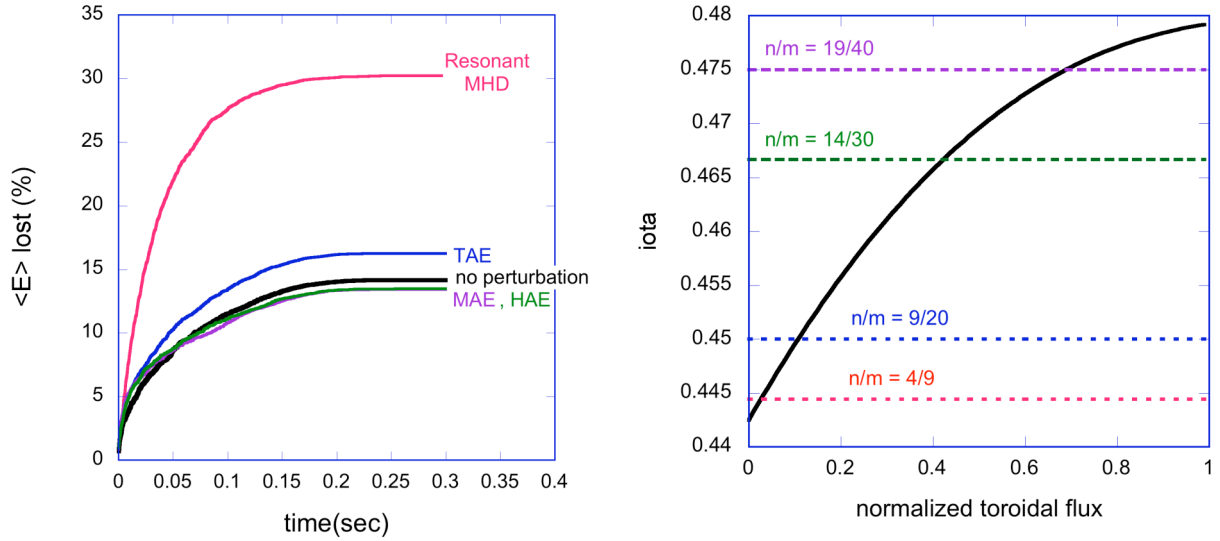 35
30
25
20
15
10
5
0
<E> lost (%)
Resonant
MHD
TAE
no perturbation
MAE , HAE
0 0.05 0.1 0.15 0.2 0.25 0.3 0.35 0.4
time(sec)
0.48
0.475
0.47
0.465
0.46
0.455
0.45
0.445
0.44
iota
n/m = 19/40
n/m = 14/30
n/m = 9/20
n/m = 4/9
0 0.2 0.4 0.6 0.8 1
normalized toroidal flux